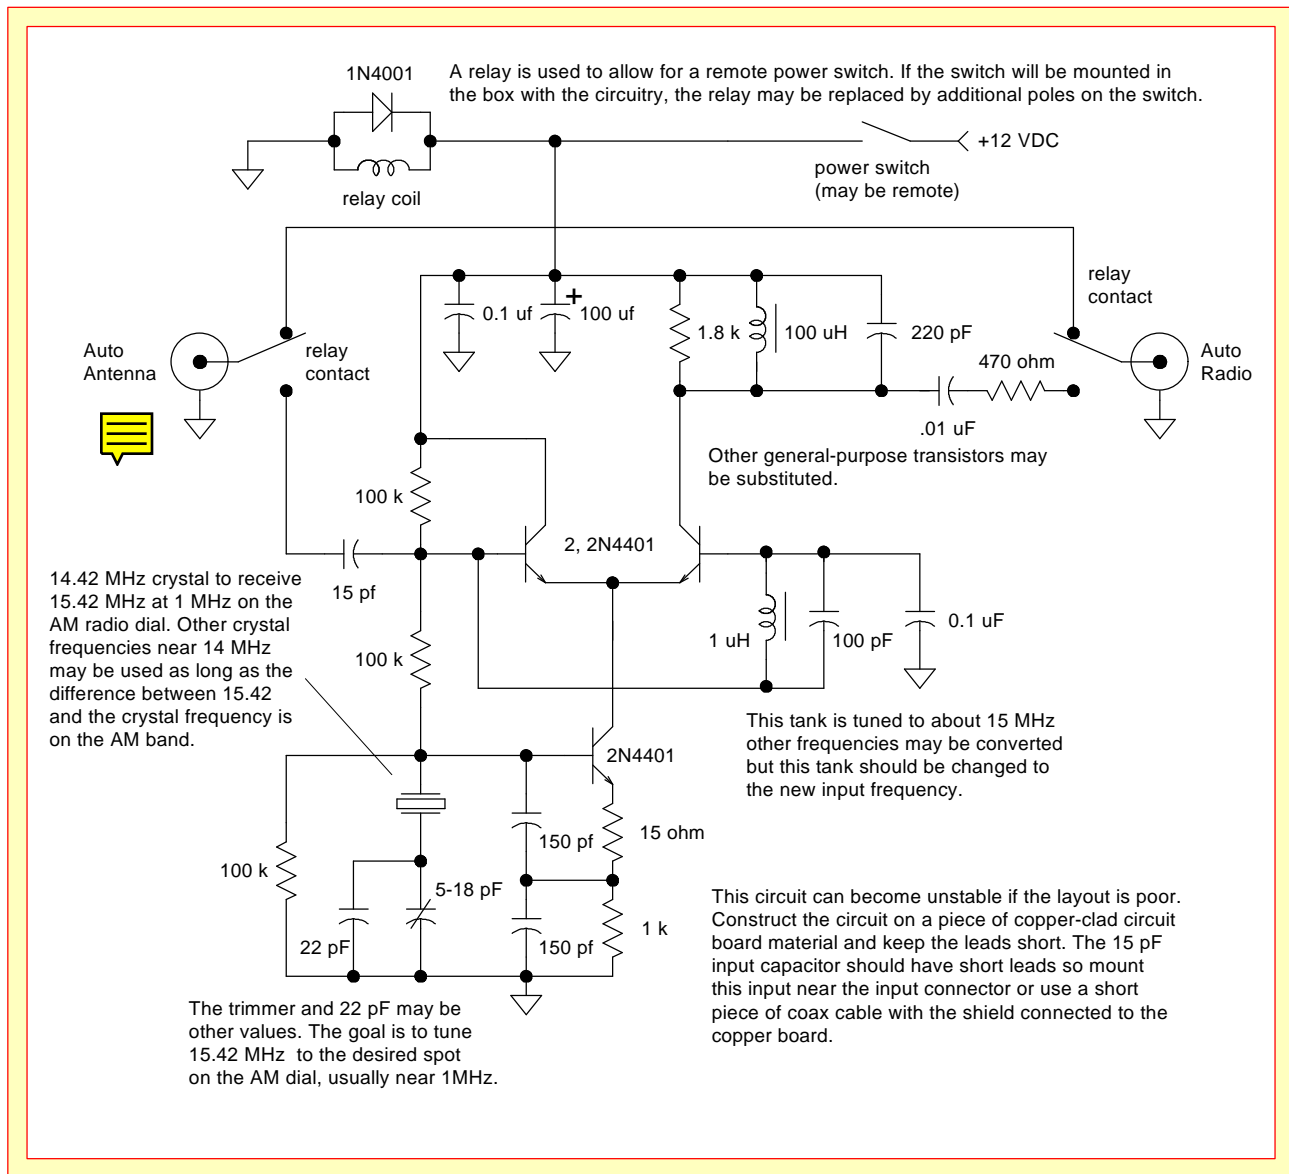 1N4001
A relay is used to allow for a remote power switch. If the switch will be mounted in
the box with the circuitry, the relay may be replaced by additional poles on the switch.
+12 VDC
power switch
(may be remote)
relay coil
relay
contact
+
0.1 uf
100 uf
1.8 k
100 uH
220 pF
470 ohm
Auto
Antenna
relay
contact
Auto
Radio
.01 uF
Other general-purpose transistors may
be substituted.
100 k
2, 2N4401
15 pf
14.42 MHz crystal to receive
15.42 MHz at 1 MHz on the
AM radio dial. Other crystal
frequencies near 14 MHz
may be used as long as the
difference between 15.42
and the crystal frequency is
on the AM band.
100 k
1 uH
100 pF
0.1 uF
This tank is tuned to about 15 MHz
other frequencies may be converted
but this tank should be changed to
the new input frequency.
2N4401
15 ohm
150 pf
100 k
5-18 pF
22 pF
150 pf
1 k
This circuit can become unstable if the layout is poor.
Construct the circuit on a piece of copper-clad circuit
board material and keep the leads short. The 15 pF
input capacitor should have short leads so mount
this input near the input connector or use a short
piece of coax cable with the shield connected to the
copper board.
The trimmer and 22 pF may be
other values. The goal is to tune
15.42 MHz  to the desired spot
on the AM dial, usually near 1MHz.